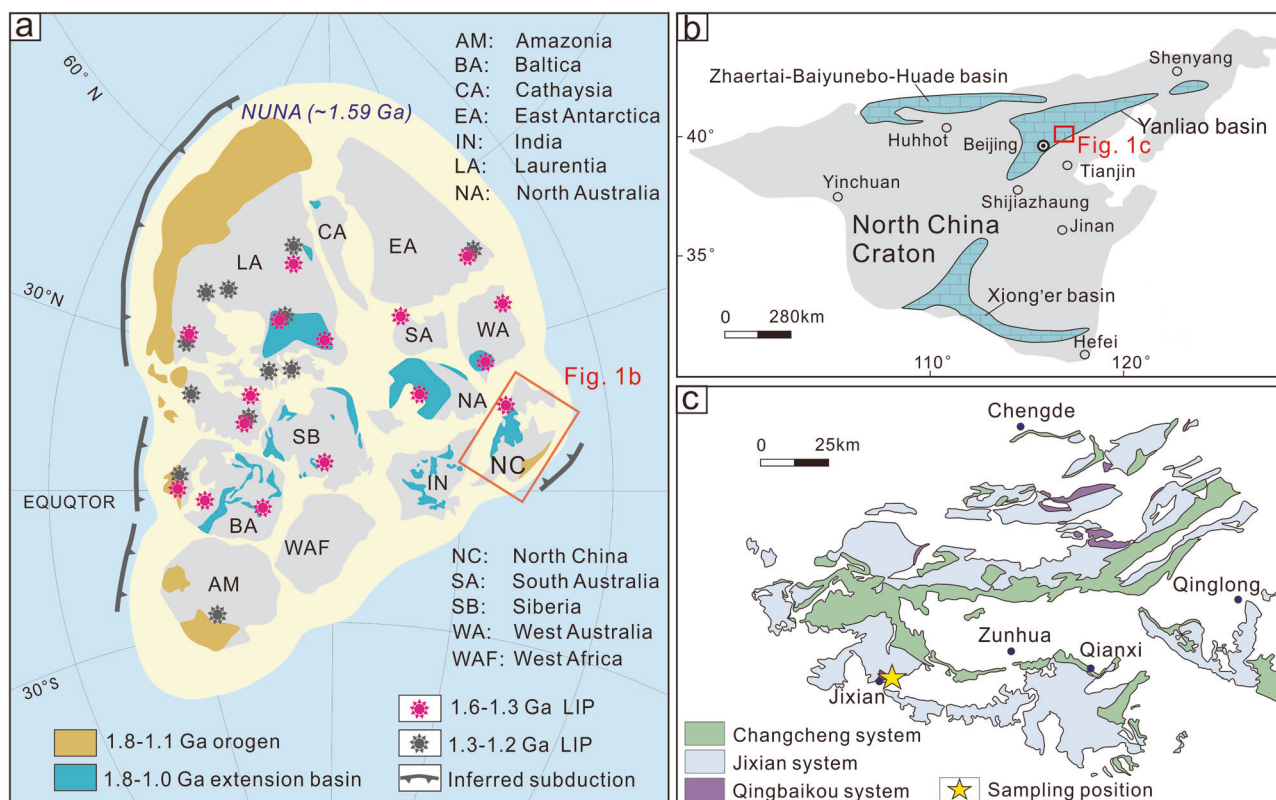 a
60° N
30°N
EQUQTOR
30°S
NUNA (~1.59 Ga)
AM: Amazonia
BA: Baltica
CA: Cathaysia
EA: East Antarctica
IN: India
LA: Laurentia
NA: North Australia
CA
EA
LA
SA
WA
Fig. 1b
NA
SB
NC
IN
BA
WAF
AM
NC: North China
SA: South Australia
SB: Siberia
WA: West Australia
WAF: West Africa
1.6-1.3 Ga LIP
1.8-1.1 Ga orogen
1.3-1.2 Ga LIP
1.8-1.0 Ga extension basin
Inferred subduction
b
Shenyang
Zhaertai-Baiyunebo-Huade basin
40°
Huhhot
Beijing
Yanliao basin
Fig. 1c
Tianjin
Yinchuan
Shijiazhaung
Jinan
North China
Craton
35°
Xiong'er basin
0 280km
Hefei
110°
120°
c
Chengde
0 25km
Qinglong
Zunhua
Qianxi
Jixian
Changcheng system
Jixian system
Qingbaikou system
Sampling position